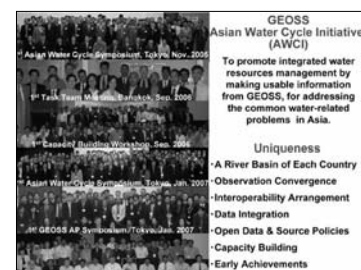 1st Asian Water Cycle Symposium, Tokyo, Nov. 2005
1st Task Team Meeting, Bangkok, Sep. 2006
1st Capacity Building Workshop, Sep. 2006
Asian Water Cycle Symposium, Tokyo, Jan. 2007
1st GEOSS AP Symposium, Tokyo, Jan. 2007
GEOSS
Asian Water Cycle Initiative
(AWCI)
To promote integrated water
resources management by
making usable information
from GEOSS, for addressing
the common water-related
problems in Asia.
Uniqueness
•A River Basin of Each Country
•Observation Convergence
•Interoperability Arrangement
•Data Integration
•Open Data & Source Policies
•Capacity Building
•Early Achievements